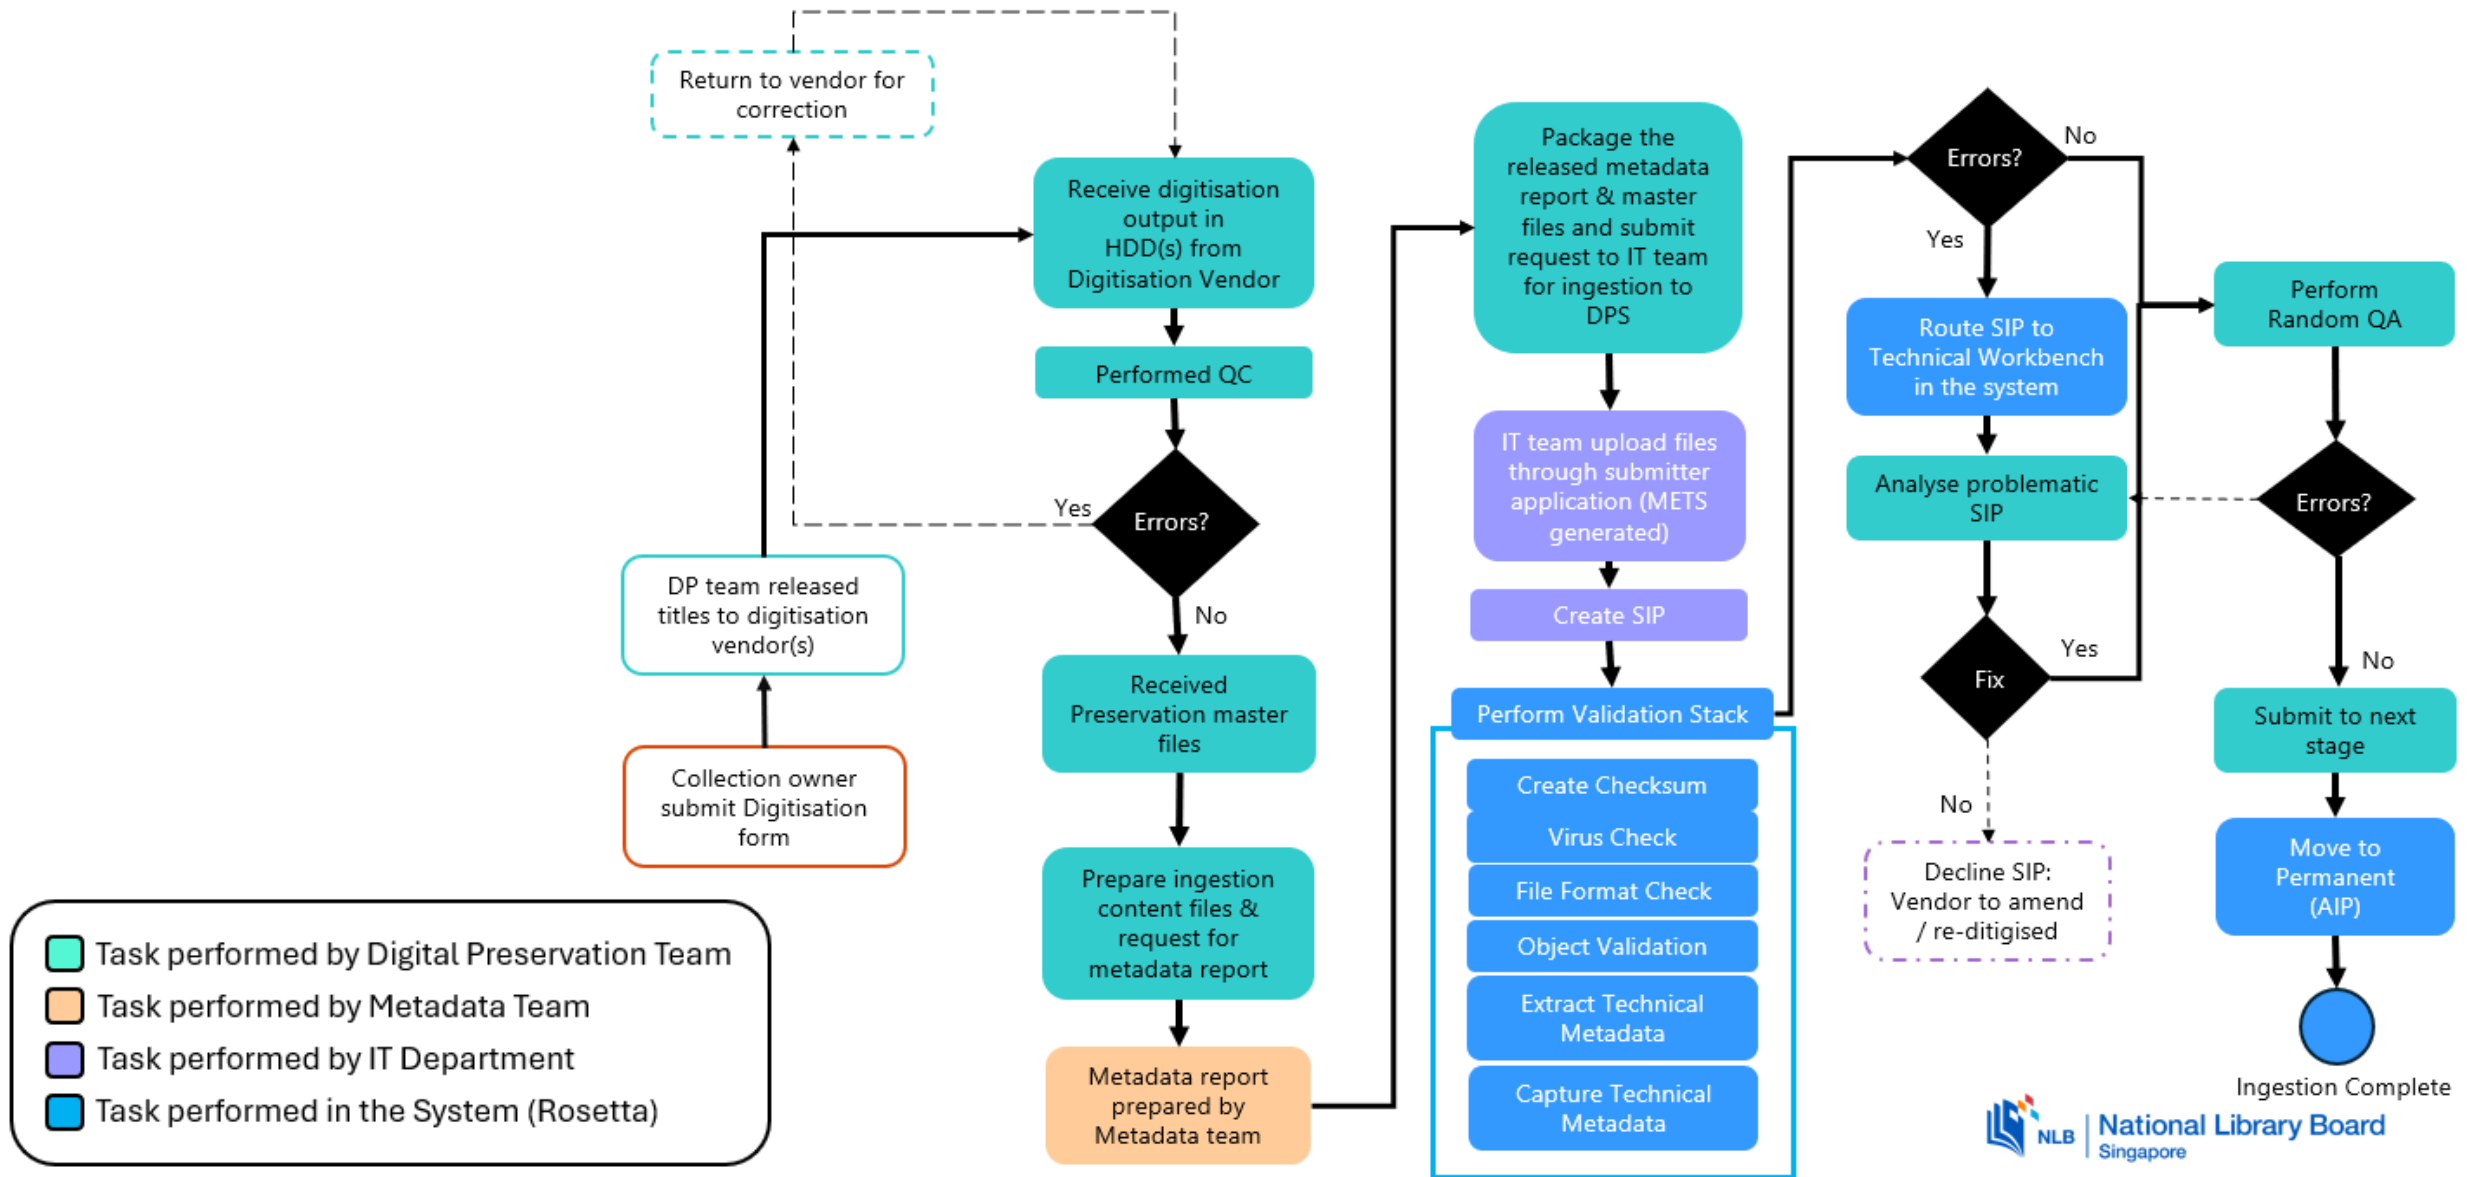 Return to vendor for
correction
Receive digitisation
output in
HDD(s) from
Digitisation Vendor
Performed QC
Errors?
Yes
No
DP team released
titles to digitisation
vendor(s)
Collection owner
submit Digitisation
form
Received
Preservation master
files
Prepare ingestion
content files &
request for
metadata report
Metadata report
prepared by
Metadata team
Package the
released metadata
report & master
files and submit
request to IT team
for ingestion to
DPS
IT team upload files
through submitter
application (METS
generated)
Create SIP
Perform Validation Stack
Create Checksum
Virus Check
File Format Check
Object Validation
Extract Technical
Metadata
Capture Technical
Metadata
Errors?
No
Yes
Route SIP to
Technical Workbench
in the system
Analyse problematic
SIP
Fix
Yes
No
Decline SIP:
Vendor to amend
/ re-ditigised
Perform
Random QA
Errors?
No
Submit to next
stage
Move to
Permanent
(AIP)
Ingestion Complete
Task performed by Digital Preservation Team
Task performed by Metadata Team
Task performed by IT Department
Task performed in the System (Rosetta)
NLB
National Library Board
Singapore